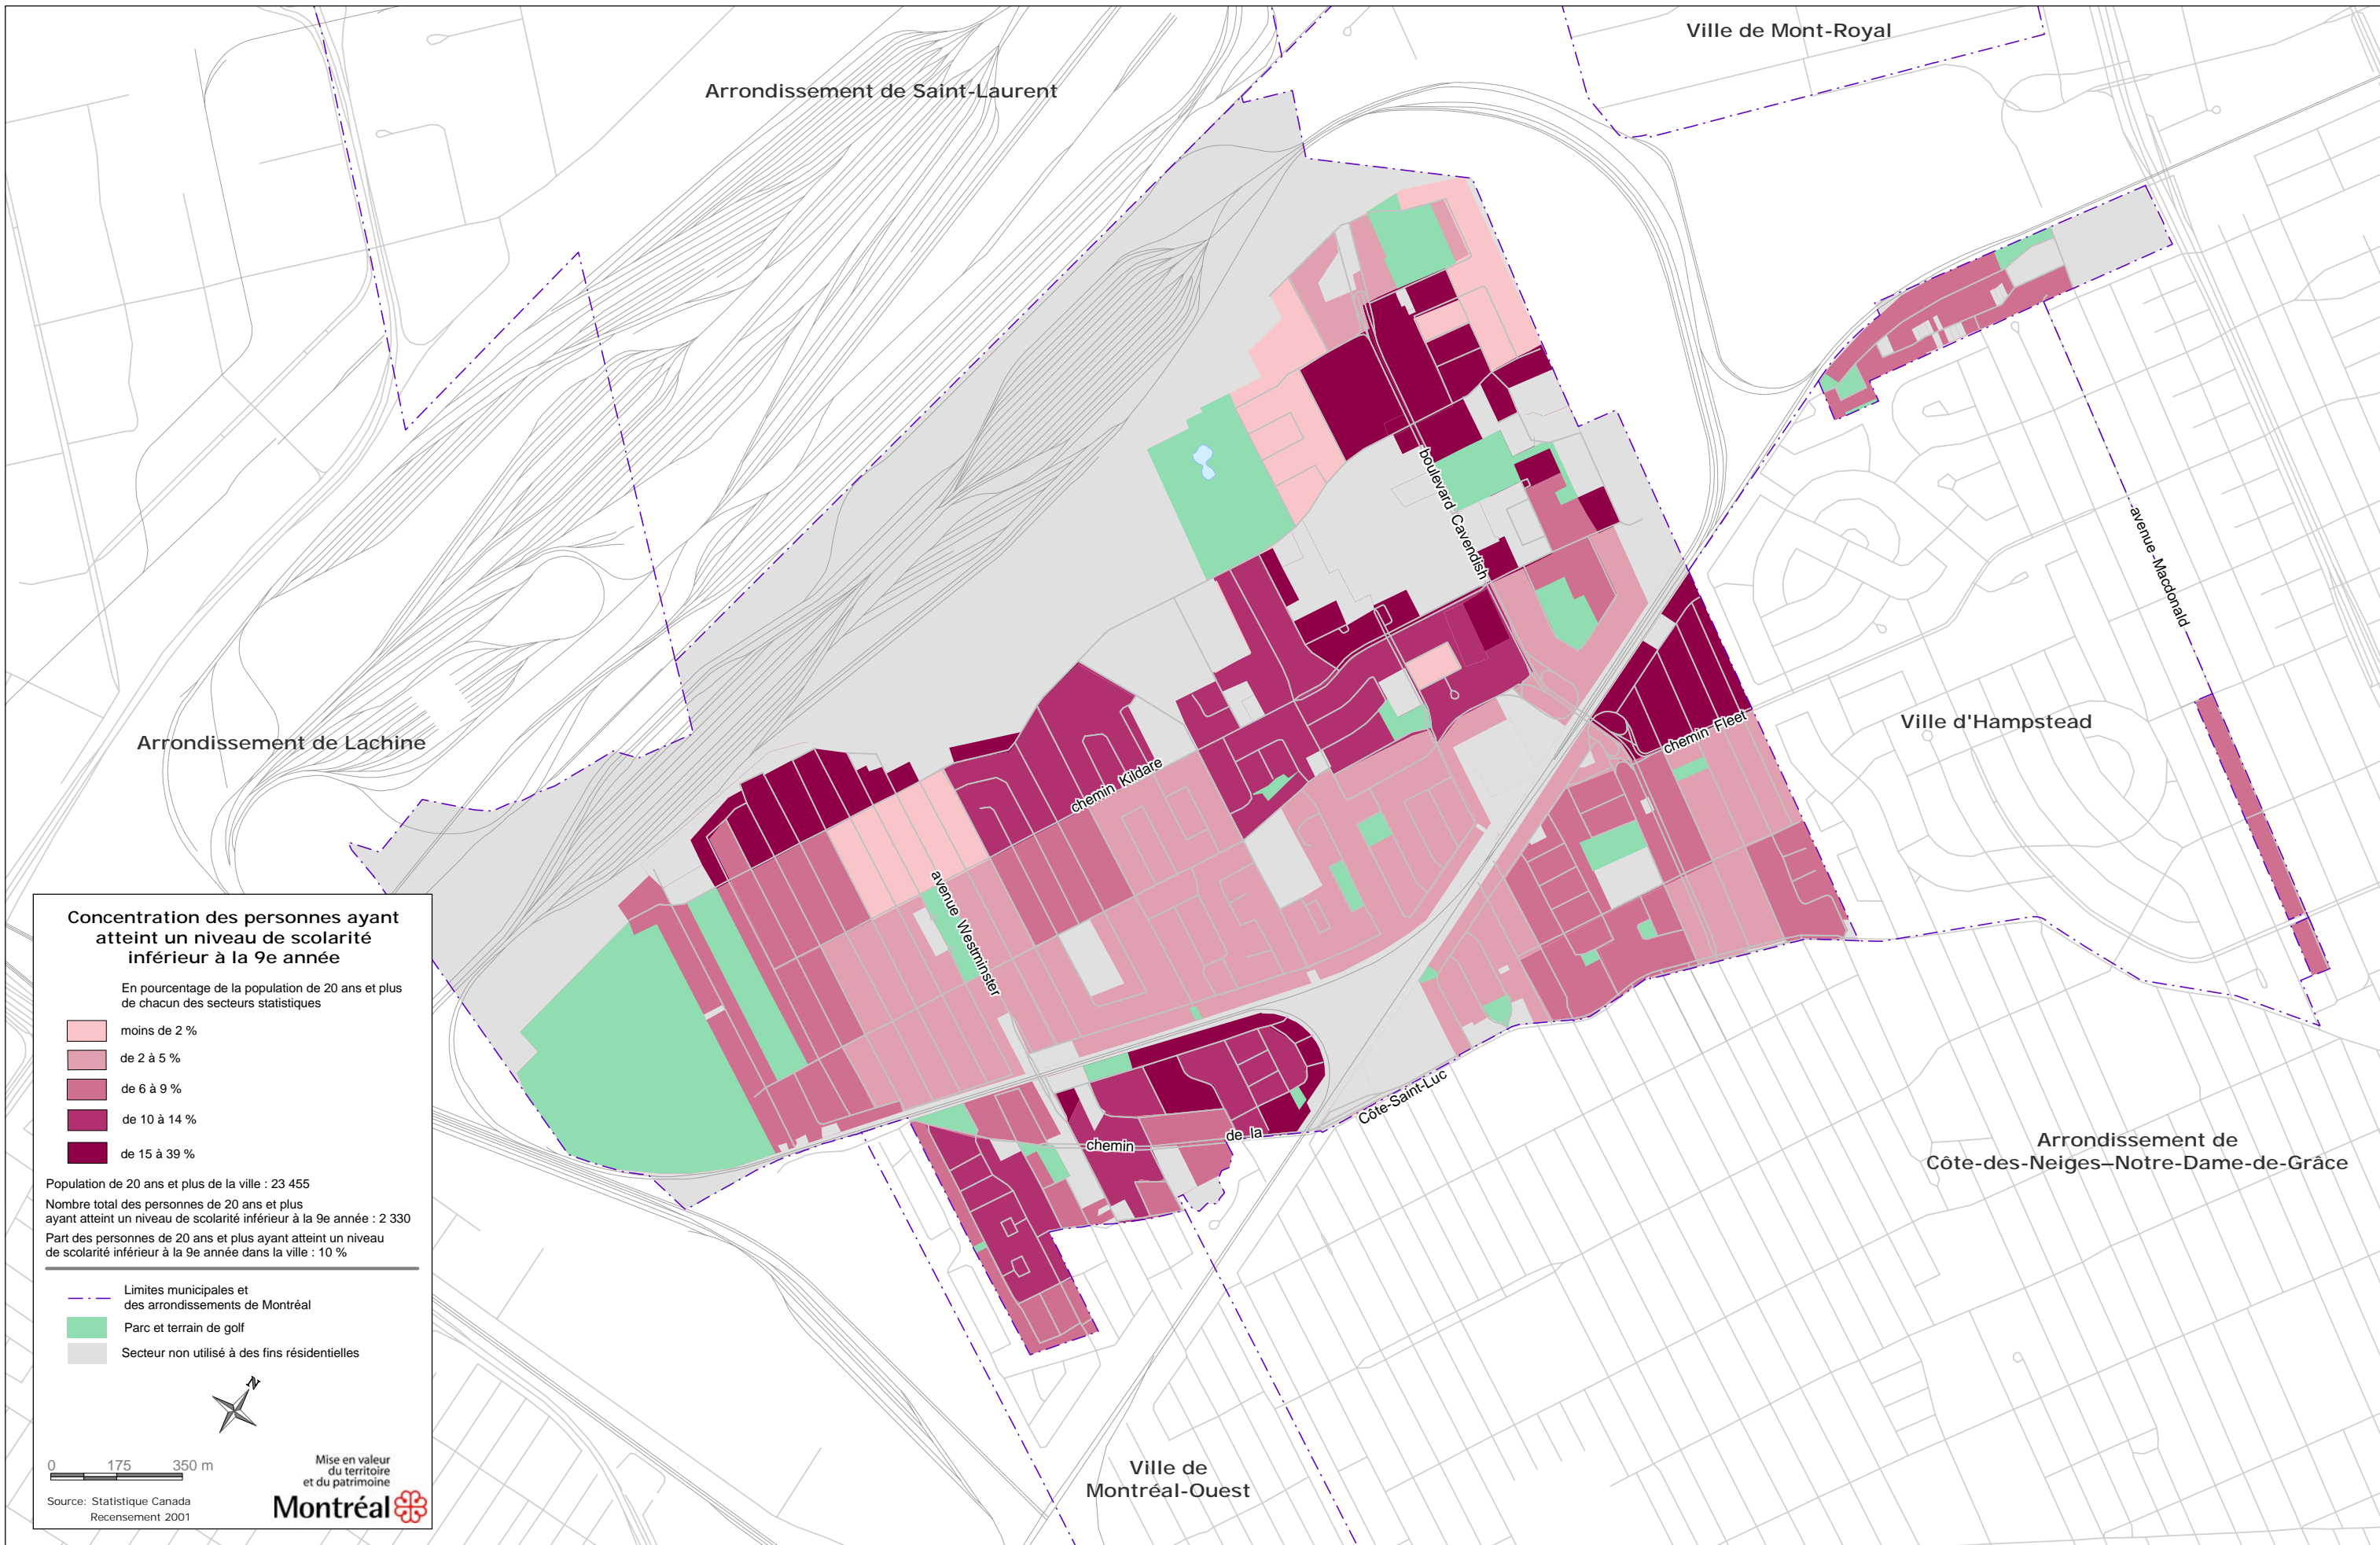 Ville de Mont-Royal
Arrondissement de Saint-Laurent
boulevard Cavendish
avenue Macdonald
Arrondissement de Lachine
Ville d'Hampstead
chemin Fleet
chemin Kildare
avenue Westminster
Côte-Saint-Luc
chemin
de la
Arrondissement de
Côte-des-Neiges–Notre-Dame-de-Grâce
Ville de
Montréal-Ouest
Concentration des personnes ayant
atteint un niveau de scolarité
inférieur à la 9e année
En pourcentage de la population de 20 ans et plus
de chacun des secteurs statistiques
moins de 2 %
de 2 à 5 %
de 6 à 9 %
de 10 à 14 %
de 15 à 39 %
Population de 20 ans et plus de la ville : 23 455
Nombre total des personnes de 20 ans et plus
ayant atteint un niveau de scolarité inférieur à la 9e année : 2 330
Part des personnes de 20 ans et plus ayant atteint un niveau
de scolarité inférieur à la 9e année dans la ville : 10 %
Limites municipales et
des arrondissements de Montréal
Parc et terrain de golf
Secteur non utilisé à des fins résidentielles
N
0 175 350 m
Source: Statistique Canada
Recensement 2001
Mise en valeur
du territoire
et du patrimoine
Montréal